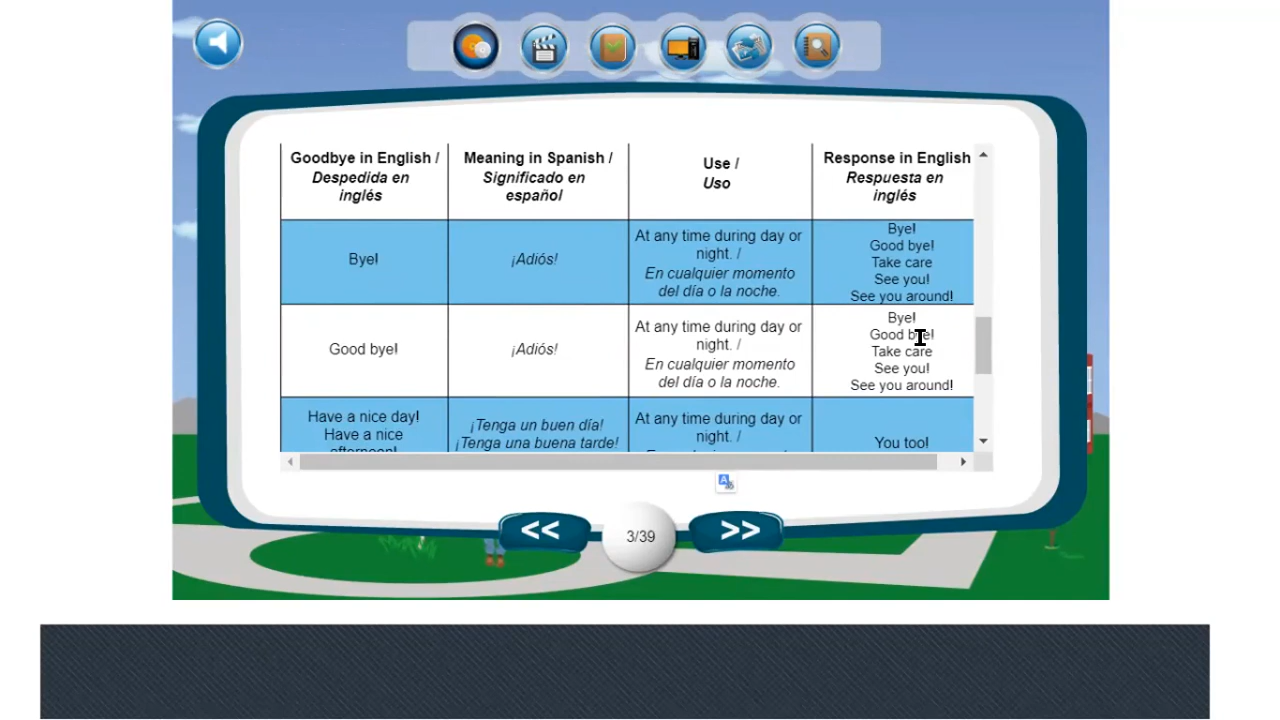 Goodbye in English /
Despedida en
inglés
Meaning in Spanish /
Significado en
español
Use /
Uso
Response in English
Respuesta en
inglés
Bye!
¡Adiós!
At any time during day or
night. /
En cualquier momento
del día o la noche.
Bye!
Good bye!
Take care
See you!
See you around!
Good bye!
¡Adiós!
At any time during day or
night. /
En cualquier momento
del día o la noche.
Bye!
Good bye!
Take care
See you!
See you around!
Have a nice day!
Have a nice
afternoon!
¡Tenga un buen día!
¡Tenga una buena tarde!
At any time during day or
night. /
You too!
<<
3/39
>>